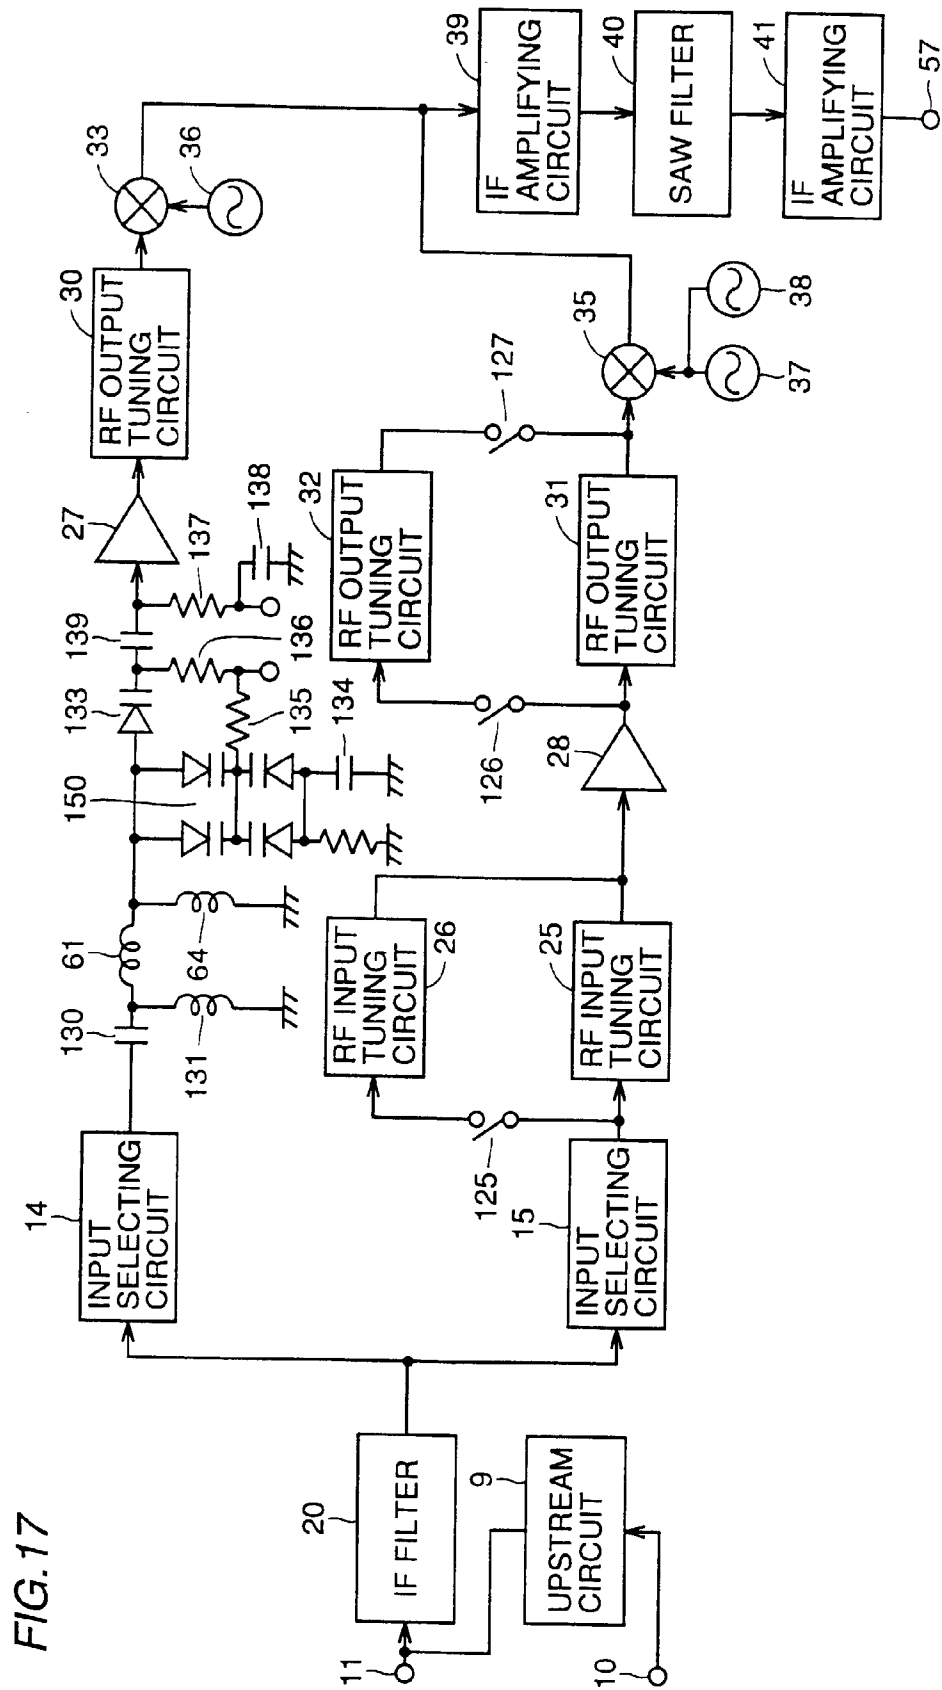 FIG.17
11
20
IF FILTER
10
9
UPSTREAM
CIRCUIT
14
INPUT
SELECTING
CIRCUIT
130
131
61
64
150
133
134
135
139
136
137
138
27
30
RF OUTPUT
TUNING
CIRCUIT
33
36
15
INPUT
SELECTING
CIRCUIT
125
RF INPUT
TUNING
CIRCUIT
26
25
RF INPUT
TUNING
CIRCUIT
28
126
32
RF OUTPUT
TUNING
CIRCUIT
31
RF OUTPUT
TUNING
CIRCUIT
127
35
37
38
39
IF
AMPLIFYING
CIRCUIT
40
SAW FILTER
41
IF
AMPLIFYING
CIRCUIT
57